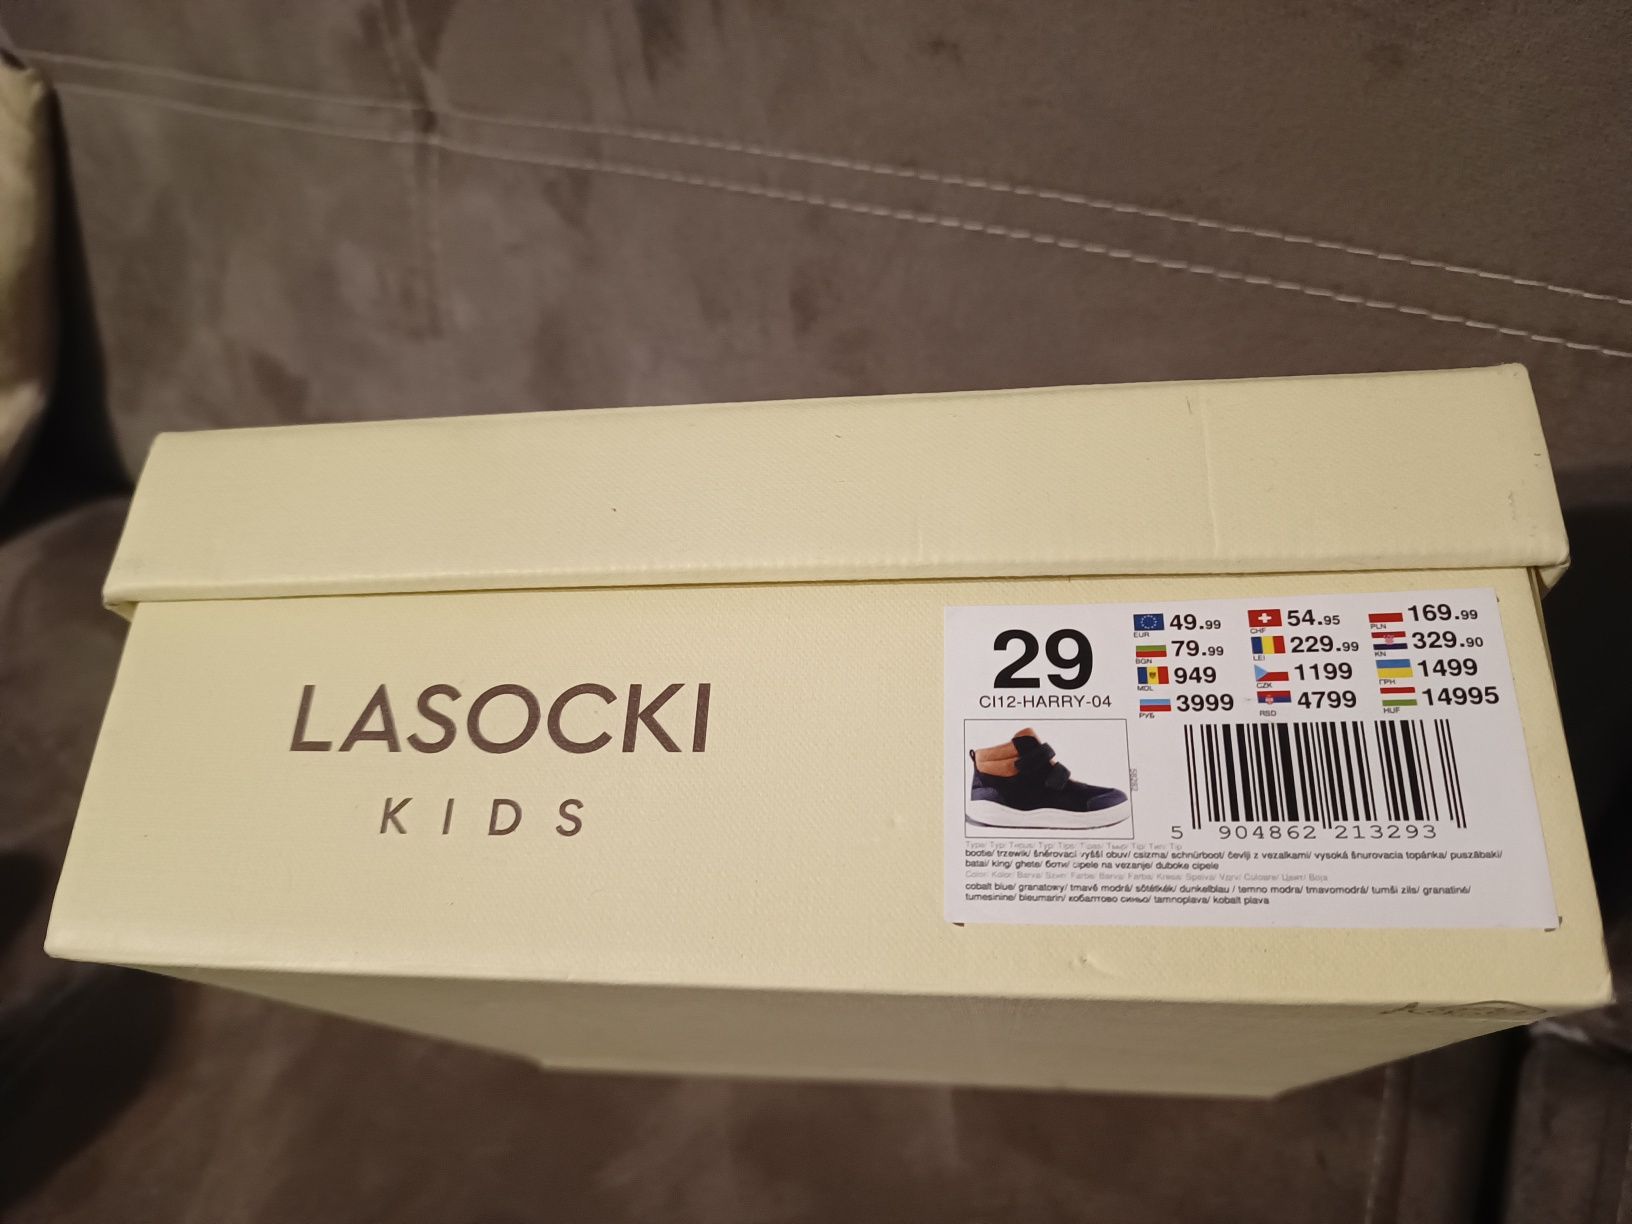 LASOCKI
KIDS
29
CI12-HARRY-04
EUR 49.99 CHF 54.95 PLN 169.99
BGN 79.99 LEI 229.99 KN 329.90
MDL 949 CZK 1199 ГРН 1499
РУБ 3999 RSD 4799 HUF 14995
5 904862 213293
bootie/ trzewik/ šněrovací vyšší obuv/ csizma/ schnürboot/ čevlji z vezalkami/ vysoká šnurovacia topánka/ puszābaki/
batai/ king/ ghete/ боти/ cipele na vezanje/ duboke cipele
cobalt blue/ granatowy/ tmavě modrá/ sötétkék/ dunkelblau / temno modra/ tmavomodrá/ tumši zils/ granatiné/
tumesinine/ bleumarin/ кобалтово синьо/ tamnoplava/ kobalt plava